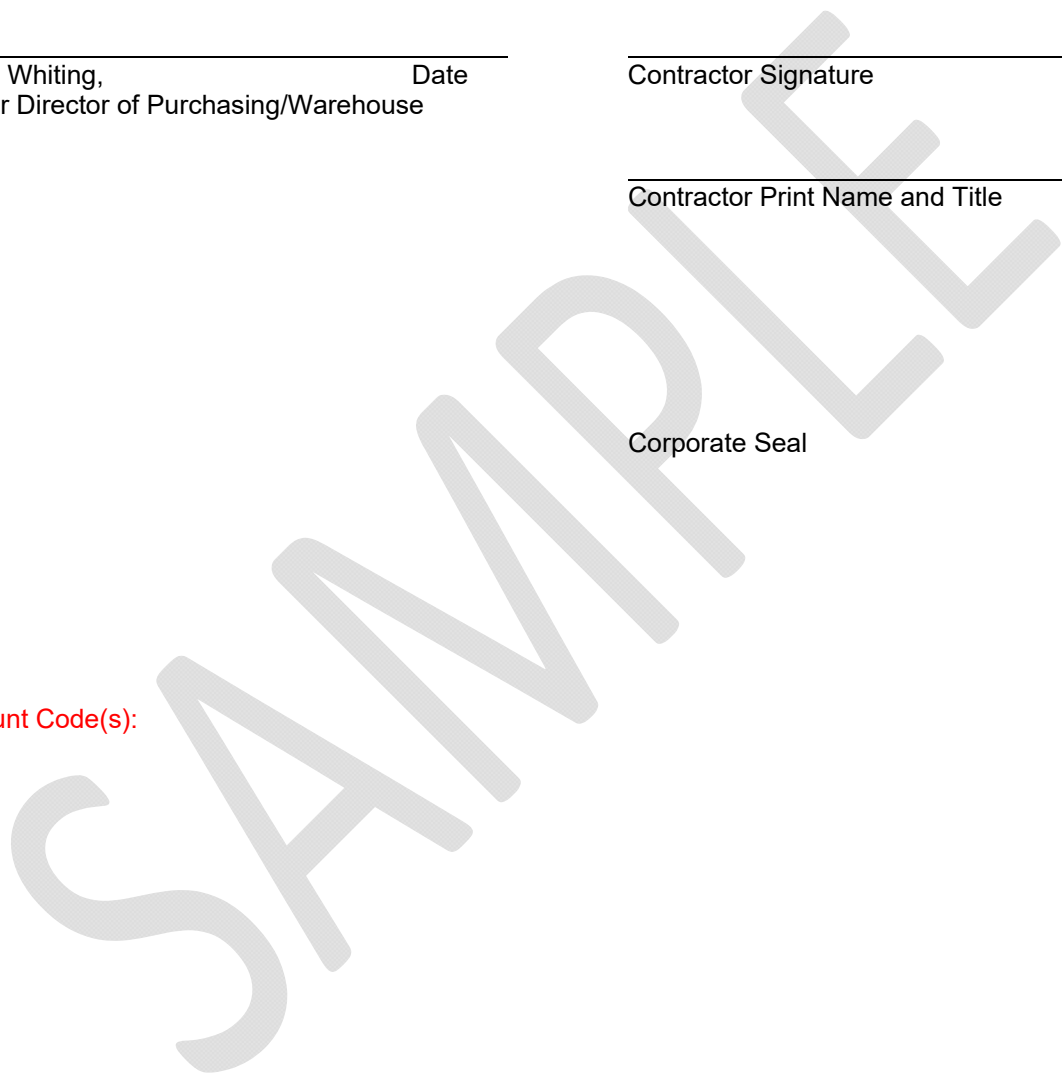 Whiting, Date
r Director of Purchasing/Warehouse
Contractor Signature
Contractor Print Name and Title
Corporate Seal
unt Code(s):
SAMPLE